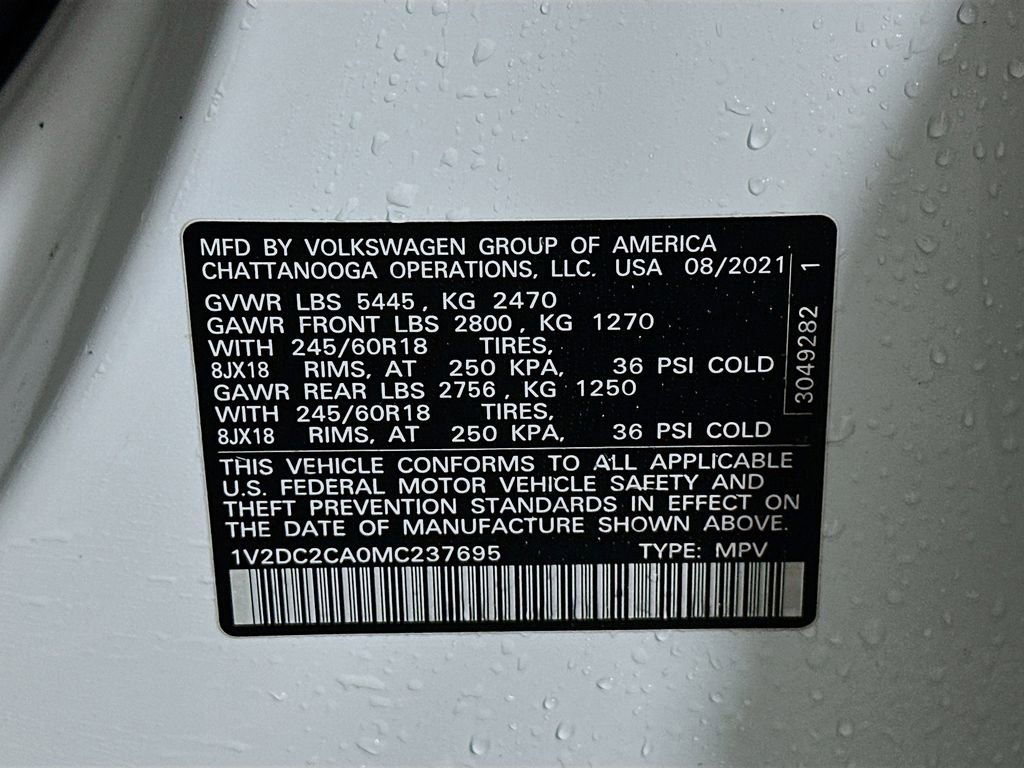 MFD BY VOLKSWAGEN GROUP OF AMERICA
CHATTANOOGA OPERATIONS, LLC. USA 08/2021
GVWR LBS 5445, KG 2470
GAWR FRONT LBS 2800, KG 1270
WITH 245/60R18 TIRES,
8JX18 RIMS, AT 250 KPA, 36 PSI COLD
GAWR REAR LBS 2756, KG 1250
WITH 245/60R18 TIRES,
8JX18 RIMS, AT 250 KPA, 36 PSI COLD
3049282 1
THIS VEHICLE CONFORMS TO ALL APPLICABLE
U.S. FEDERAL MOTOR VEHICLE SAFETY AND
THEFT PREVENTION STANDARDS IN EFFECT ON
THE DATE OF MANUFACTURE SHOWN ABOVE.
1V2DC2CA0MC237695 TYPE: MPV